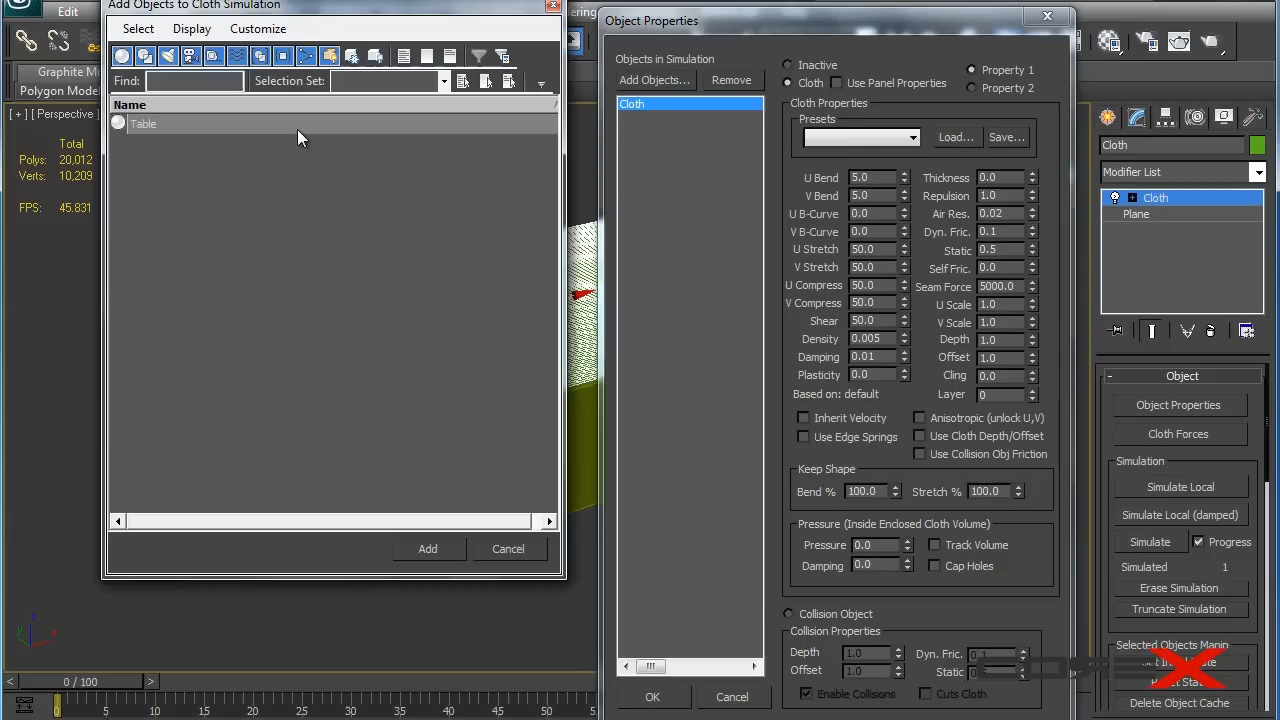 Edit
Rendering
Graphite Mo
Polygon Model
[ + ] [ Perspective
Total
Polys: 20,012
Verts: 10,209
FPS: 45.831
Add Objects to Cloth Simulation
Select Display Customize
Find: Selection Set:
Name
Table
Add Cancel
Object Properties
Objects in Simulation
Add Objects... Remove
Cloth
OK Cancel
Inactive
Cloth Use Panel Properties
Property 1
Property 2
Cloth Properties
Presets
Load... Save...
U Bend 5.0 Thickness 0.0
V Bend 5.0 Repulsion 1.0
U B-Curve 0.0 Air Res. 0.02
V B-Curve 0.0 Dyn. Fric. 0.1
U Stretch 50.0 Static 0.5
V Stretch 50.0 Self Fric. 0.0
U Compress 50.0 Seam Force 5000.0
V Compress 50.0 U Scale 1.0
Shear 50.0 V Scale 1.0
Density 0.005 Depth 1.0
Damping 0.01 Offset 1.0
Plasticity 0.0 Cling 0.0
Based on: default Layer 0
Inherit Velocity Anisotropic (unlock U,V)
Use Edge Springs Use Cloth Depth/Offset
Use Collision Obj Friction
Keep Shape
Bend % 100.0 Stretch % 100.0
Pressure (Inside Enclosed Cloth Volume)
Pressure 0.0 Track Volume
Damping 0.0 Cap Holes
Collision Object
Collision Properties
Depth 1.0 Dyn. Fric. 0.1
Offset 1.0 Static
Enable Collisions Cuts Cloth
Cloth
Modifier List
Cloth
Plane
- Object
Object Properties
Cloth Forces
Simulation
Simulate Local
Simulate Local (damped)
Simulate Progress
Simulated 1
Erase Simulation
Truncate Simulation
Selected Objects Manip
Delete Object Cache
z
y x
< 0 / 100 >
0 5 10 15 20 25 30 35 40 45 50 55